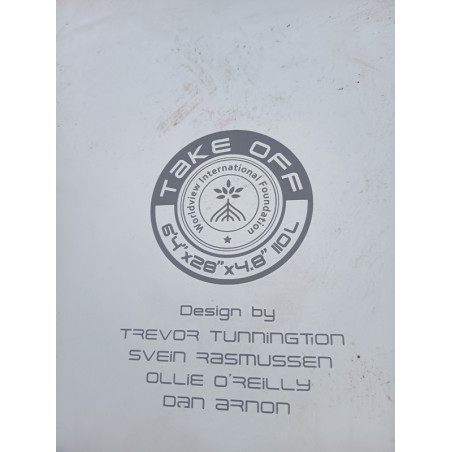 TAKE OFF
Worldview International Foundation
6'4"x28"x4.8" 110L
Design by
TREVOR TUNNINGTION
SVEIN RASMUSSEN
OLLIE O'REILLY
DAN ARNON